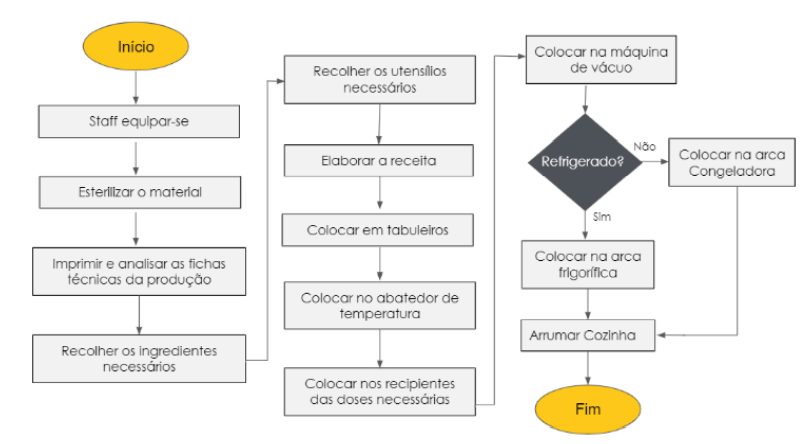 Início
Staff equipar-se
Esterilizar o material
Imprimir e analisar as fichas
técnicas da produção
Recolher os ingredientes
necessários
Recolher os utensílios
necessários
Elaborar a receita
Colocar em tabuleiros
Colocar no abatedor de
temperatura
Colocar nos recipientes
das doses necessárias
Colocar na máquina
de vácuo
Refrigerado?
Não
Colocar na arca
Congeladora
Sim
Colocar na arca
frigorífica
Arrumar Cozinha
Fim